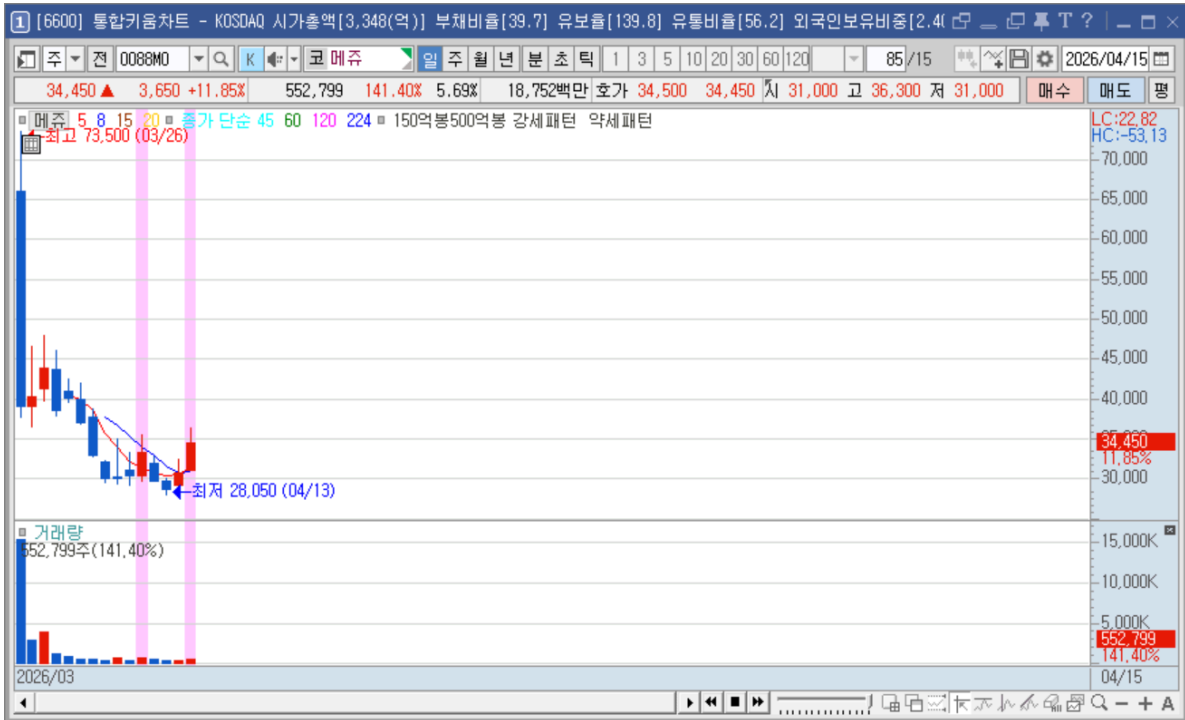 1 [6600] 통합키움차트 - KOSDAQ 시가총액[3,348(억)] 부채비율[39.7] 유보율[139.8] 유통비율[56.2] 외국인보유비중[2.4( T ?
주 전 0088M0 K 코 메쥬 일 주 월 년 분 초 틱 1 3 5 10 20 30 60 120 85/15 2026/04/15
34,450 ▲ 3,650 +11.85% 552,799 141.40% 5.69% 18,752백만 호가 34,500 34,450 시 31,000 고 36,300 저 31,000 매수 매도 평
메쥬 5 8 15 20 종가 단순 45 60 120 224 150억봉500억봉 강세패턴 약세패턴
LC:22.82
최고 73,500 (03/26)
HC:-53.13
70,000
65,000
60,000
55,000
50,000
45,000
40,000
34,450
11.85%
30,000
최저 28,050 (04/13)
거래량
552,799주(141.40%)
15,000K
10,000K
5,000K
552,799
141.40%
2026/03 04/15
A